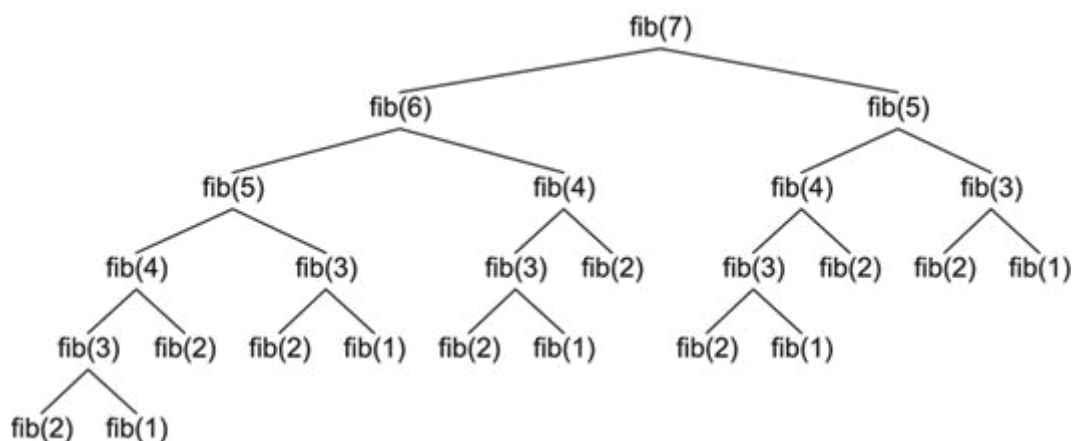 fib(7)
fib(6) fib(5)
fib(5) fib(4) fib(4) fib(3)
fib(4) fib(3) fib(3) fib(2) fib(3) fib(2) fib(2) fib(1)
fib(3) fib(2) fib(2) fib(1) fib(2) fib(1) fib(2) fib(1)
fib(2) fib(1)